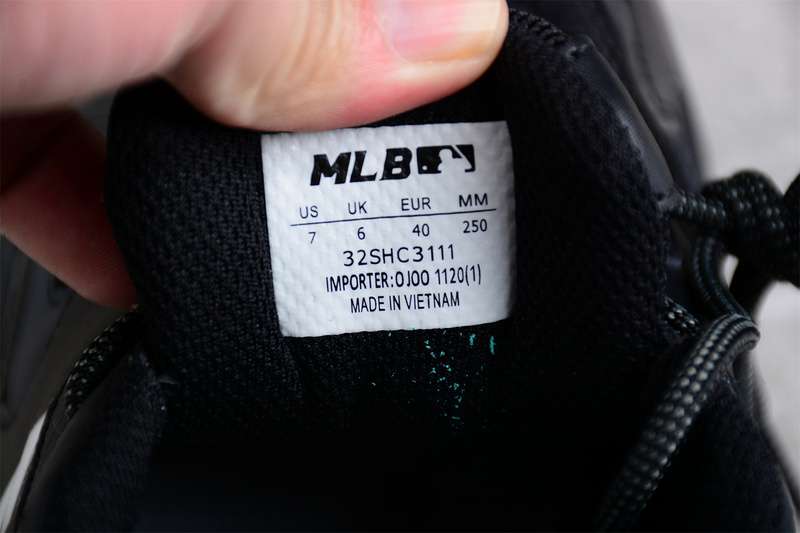 MLB
US UK EUR MM
7 6 40 250
32SHC3111
IMPORTER:OJOO 1120(1)
MADE IN VIETNAM